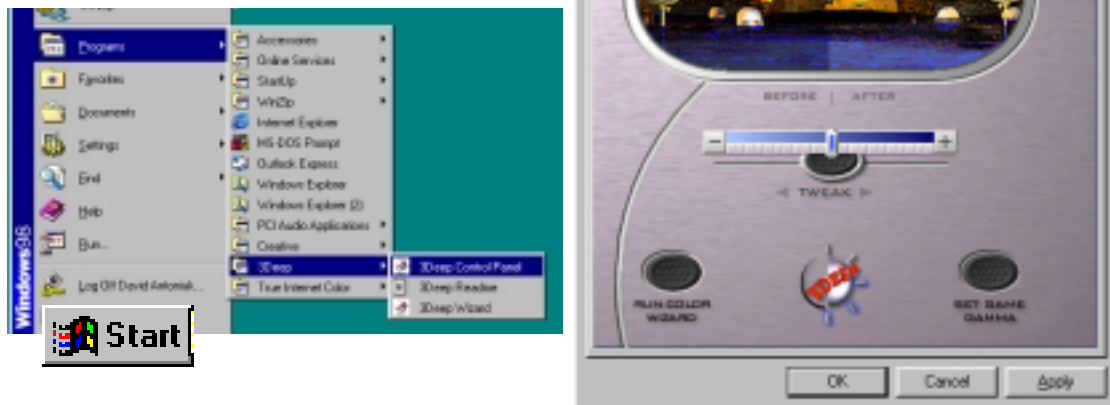 Programs
Favorites
Documents
Settings
Find
Help
Run...
Log Off David Antoniak...
Windows98
Start
Accessories
Online Services
StartUp
WinZip
Internet Explorer
MS-DOS Prompt
Outlook Express
Windows Explorer
Windows Explorer (2)
PCI Audio Applications
Creative
3Deep
True Internet Color
3Deep Control Panel
3Deep Readme
3Deep Wizard
BEFORE | AFTER
TWEAK
RUN COLOR
WIZARD
3DEEP
SET GAME
GAMMA
OK
Cancel
Apply